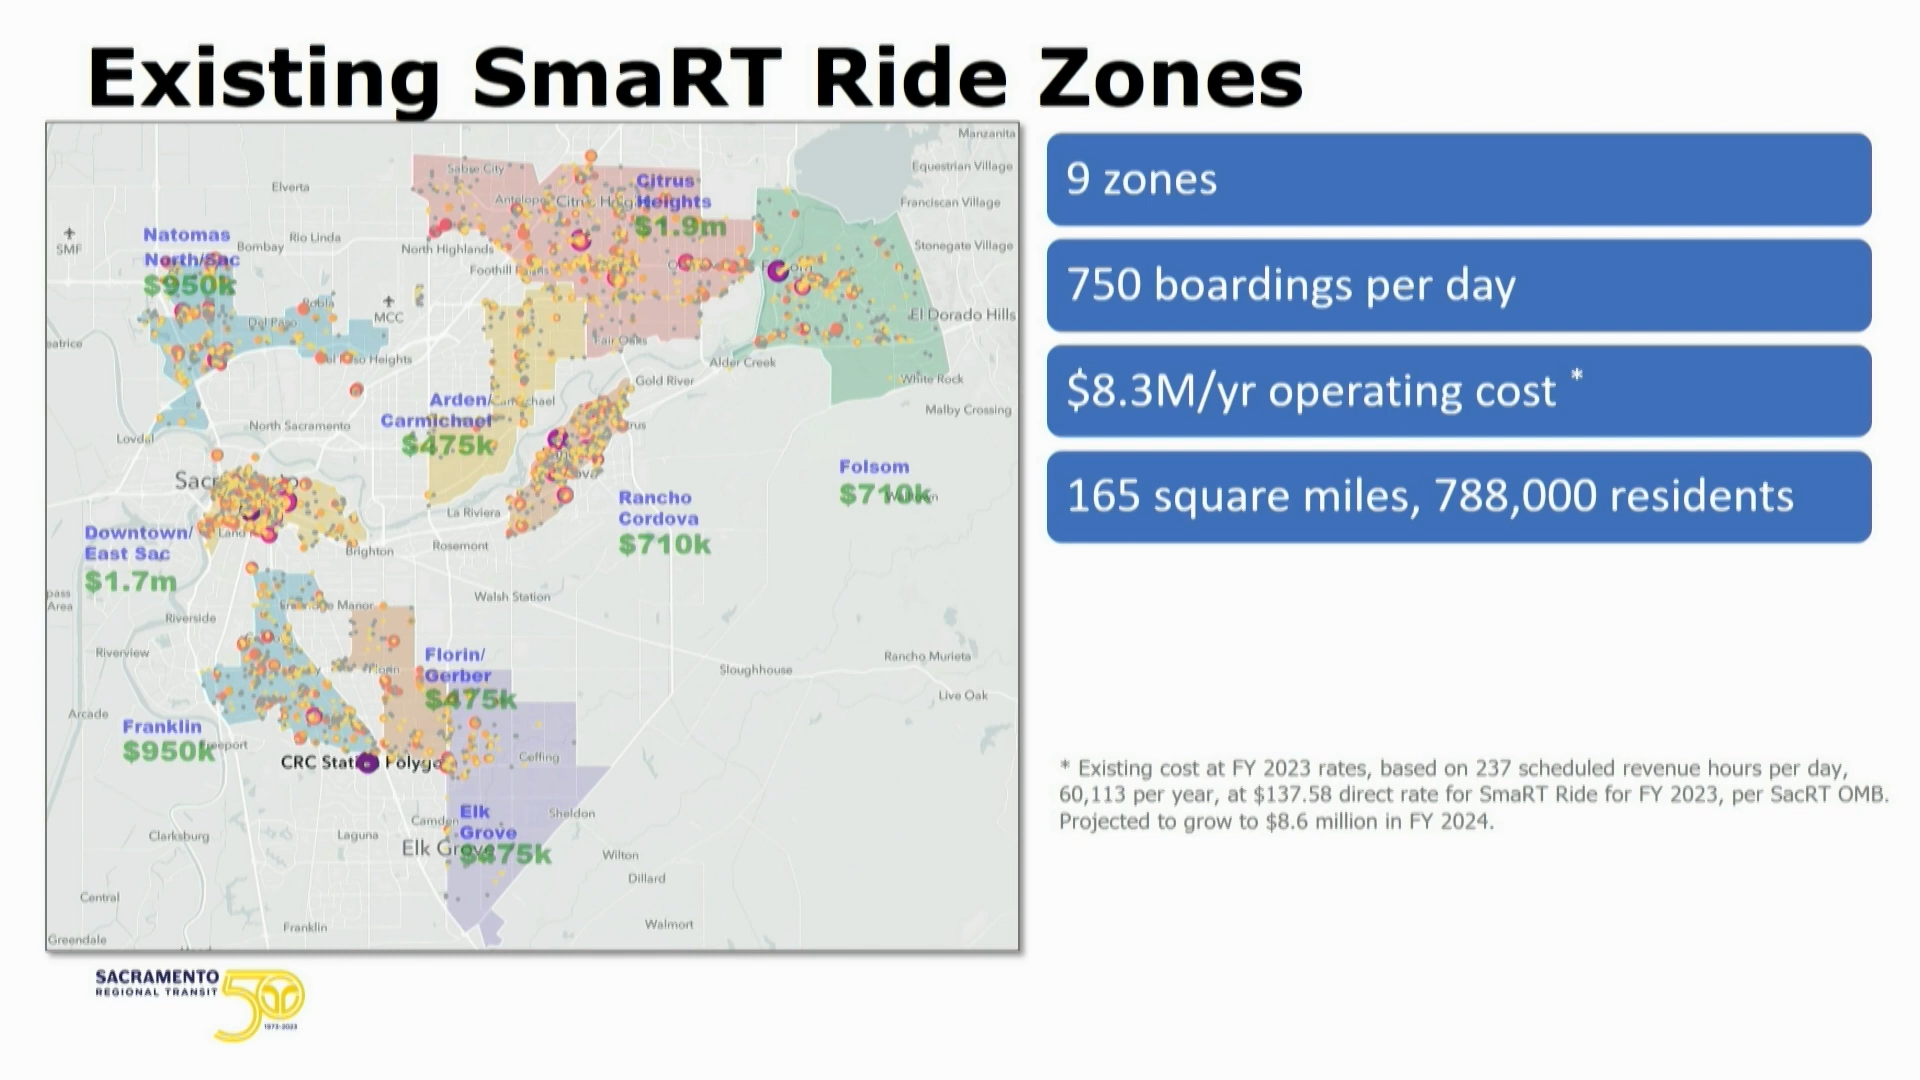 Existing SmaRT Ride Zones
9 zones
750 boardings per day
$8.3M/yr operating cost *
165 square miles, 788,000 residents
* Existing cost at FY 2023 rates, based on 237 scheduled revenue hours per day,
60,113 per year, at $137.58 direct rate for SmaRT Ride for FY 2023, per SacRT OMB.
Projected to grow to $8.6 million in FY 2024.
Manzanita
Equestrian Village
Sabre City
Citrus
Heights
$1.9m
Elverta
Antelope
Franciscan Village
SMF
Natomas
North/Sac
$950k
Bombay
Rio Linda
North Highlands
Stonegate Village
Robla
MCC
Del Paso
El Dorado Hills
Fair Oaks
Alder Creek
White Rock
Gold River
Malby Crossing
Arden/
Carmichael
$475k
North Sacramento
Folsom
$710k
Rancho
Cordova
$710k
La Riviera
Downtown/
East Sac
$1.7m
Brighton
Rosemont
Walsh Station
Riverside
Riverview
Florin/
Gerber
$475k
Sloughhouse
Rancho Murieta
Live Oak
Arcade
Franklin
$950k
Elk
Grove
$475k
Sheldon
Clarksburg
Laguna
Elk Grove
Wilton
Dillard
Central
Franklin
Walmort
Greendale
SACRAMENTO
REGIONAL TRANSIT
50
1973-2023